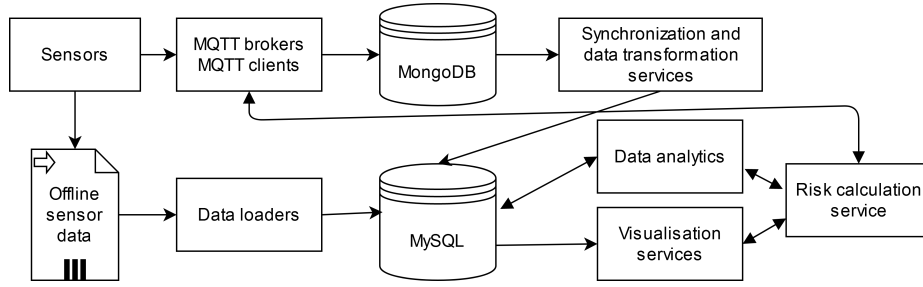 Sensors
MQTT brokers
MQTT clients
MongoDB
Synchronization and
data transformation
services
Offline
sensor
data
Data loaders
MySQL
Data analytics
Visualisation
services
Risk calculation
service